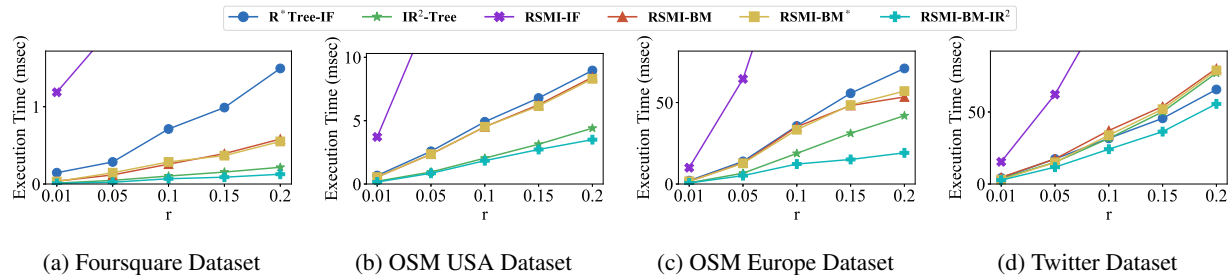 R*Tree-IF IR²-Tree RSMI-IF RSMI-BM RSMI-BM* RSMI-BM-IR²
Execution Time (msec)
1
0
0.01 0.05 0.1 0.15 0.2
r
(a) Foursquare Dataset
Execution Time (msec)
10
5
0
0.01 0.05 0.1 0.15 0.2
r
(b) OSM USA Dataset
Execution Time (msec)
50
0
0.01 0.05 0.1 0.15 0.2
r
(c) OSM Europe Dataset
Execution Time (msec)
50
0
0.01 0.05 0.1 0.15 0.2
r
(d) Twitter Dataset